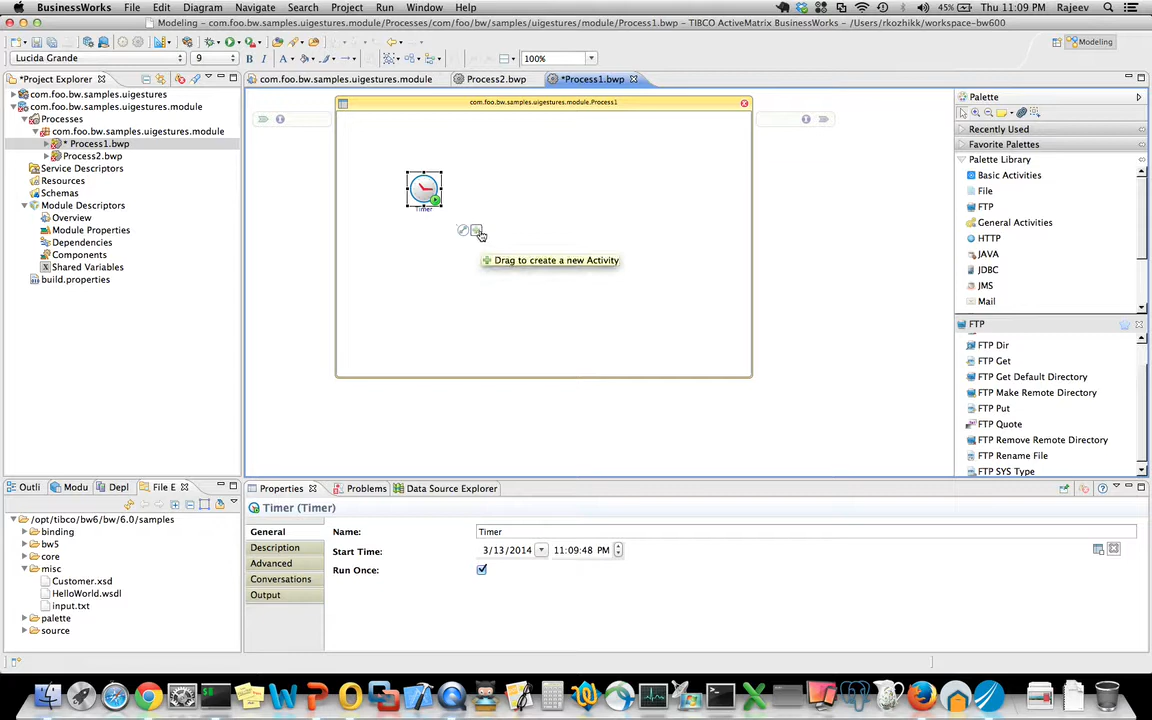 BusinessWorks File Edit Diagram Navigate Search Project Run Window Help 45% Thu 11:09 PM Rajeev
Modeling - com.foo.bw.samples.uigestures.module/Processes/com/foo/bw/samples/uigestures/module/Process1.bwp - TIBCO ActiveMatrix BusinessWorks - /Users/rkozhikk/workspace-bw600
100% Modeling
Lucida Grande 9 B I A
*Project Explorer
com.foo.bw.samples.uigestures
com.foo.bw.samples.uigestures.module
Processes
com.foo.bw.samples.uigestures.module
* Process1.bwp
Process2.bwp
Service Descriptors
Resources
Schemas
Module Descriptors
Overview
Module Properties
Dependencies
Components
Shared Variables
build.properties
com.foo.bw.samples.uigestures.module Process2.bwp *Process1.bwp
com.foo.bw.samples.uigestures.module.Process1
Timer
Drag to create a new Activity
Palette
Recently Used
Favorite Palettes
Palette Library
Basic Activities
File
FTP
General Activities
HTTP
JAVA
JDBC
JMS
Mail
FTP
FTP Dir
FTP Get
FTP Get Default Directory
FTP Make Remote Directory
FTP Put
FTP Quote
FTP Remove Remote Directory
FTP Rename File
FTP SYS Type
Outli Modu Depl File E
/opt/tibco/bw6/bw/6.0/samples
binding
bw5
core
misc
Customer.xsd
HelloWorld.wsdl
input.txt
palette
source
Properties Problems Data Source Explorer
Timer (Timer)
General
Description
Advanced
Conversations
Output
Name: Timer
Start Time: 3/13/2014 11:09:48 PM
Run Once: